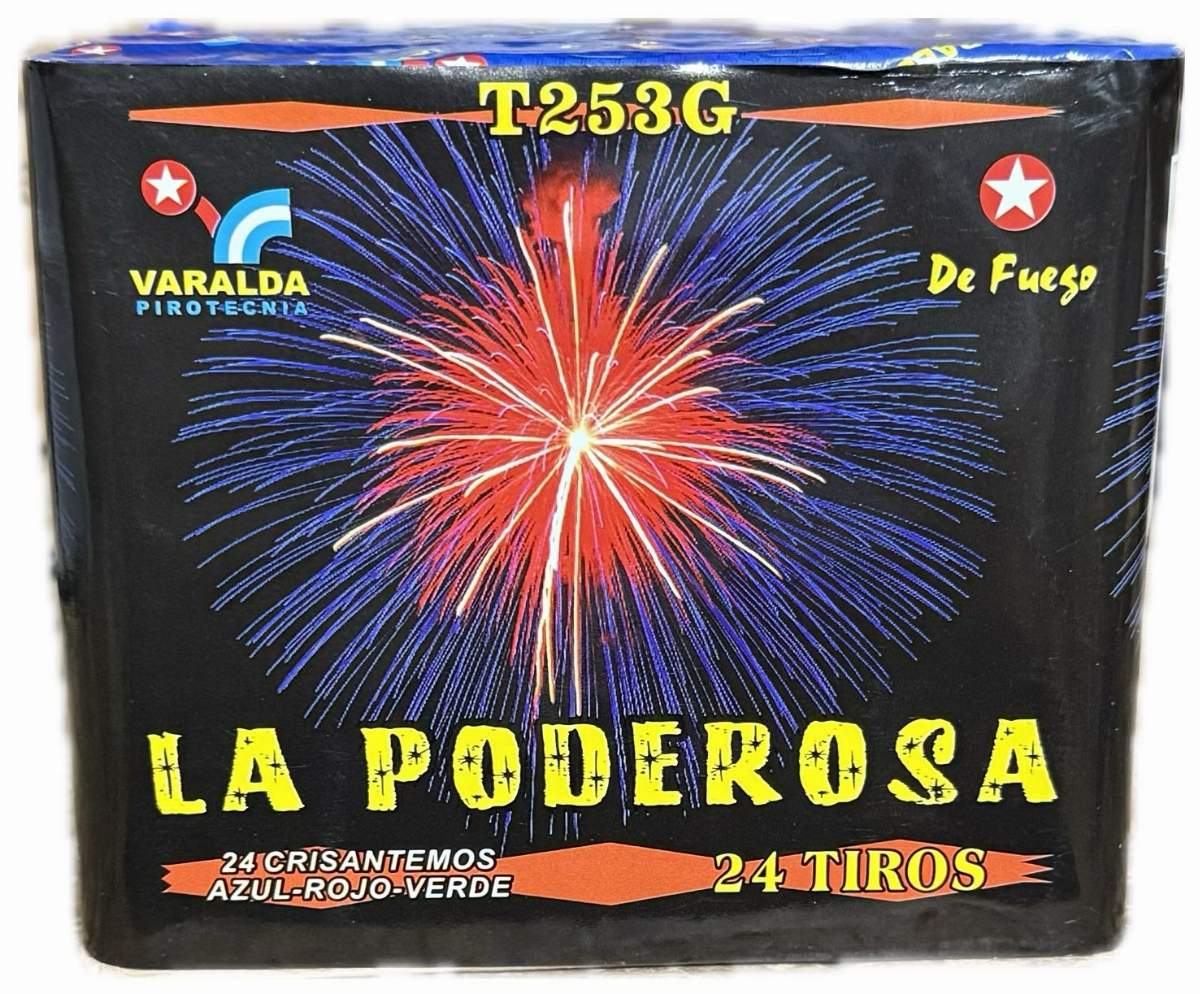 T253G
VARALDA
PIROTECNIA
De Fuego
LA PODEROSA
24 CRISANTEMOS
AZUL-ROJO-VERDE
24 TIROS